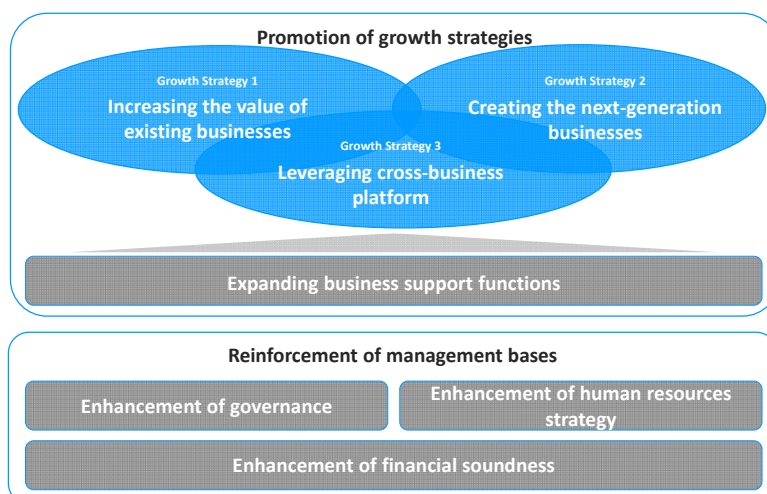 Promotion of growth strategies
Growth Strategy 1
Increasing the value of
existing businesses
Growth Strategy 2
Creating the next-generation
businesses
Growth Strategy 3
Leveraging cross-business
platform
Expanding business support functions
Reinforcement of management bases
Enhancement of governance
Enhancement of human resources
strategy
Enhancement of financial soundness